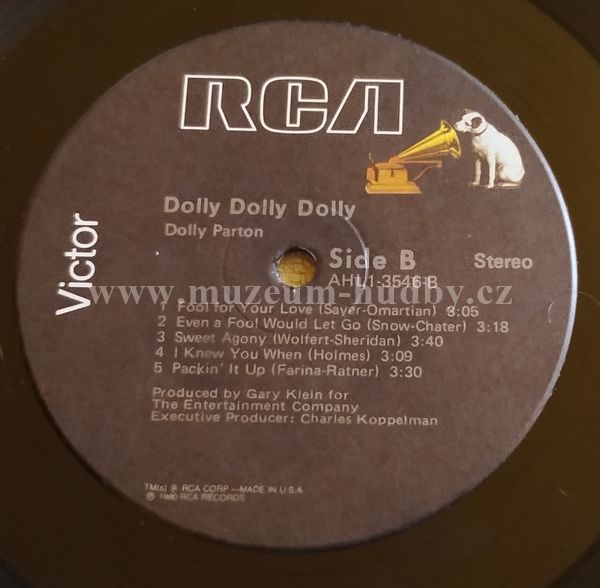 RCA
Victor
Dolly Dolly Dolly
Dolly Parton
Side B
Stereo
AHL1-3546-B
www.muzeum-hudby.cz
1 Fool for Your Love (Sayer-Omartian) 3:05
2 Even a Fool Would Let Go (Snow-Chater) 3:18
3 Sweet Agony (Wolfert-Sheridan) 3:40
4 I Knew You When (Holmes) 3:09
5 Packin' It Up (Farina-Ratner) 3:30
Produced by Gary Klein for
The Entertainment Company
Executive Producer: Charles Koppelman
TM(s) ® RCA CORP.—MADE IN U.S.A.
℗ 1980 RCA RECORDS